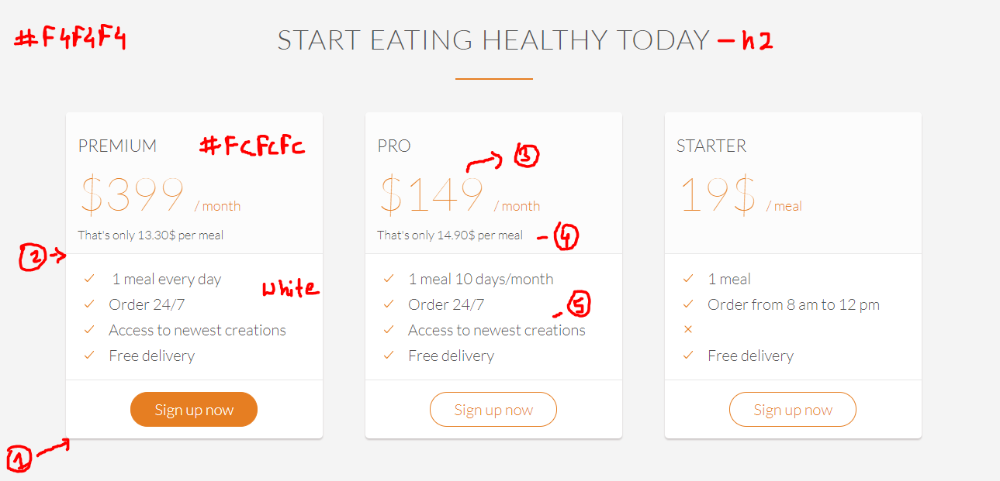 #F4F4F4
START EATING HEALTHY TODAY - h2
PREMIUM #FCFCFC
$399 / month
That's only 13.30$ per meal
2
1 meal every day
white
Order 24/7
Access to newest creations
Free delivery
Sign up now
1
PRO
3
$149 / month
That's only 14.90$ per meal - 4
1 meal 10 days/month
Order 24/7
5
Access to newest creations
Free delivery
Sign up now
STARTER
19$ / meal
1 meal
Order from 8 am to 12 pm
Free delivery
Sign up now